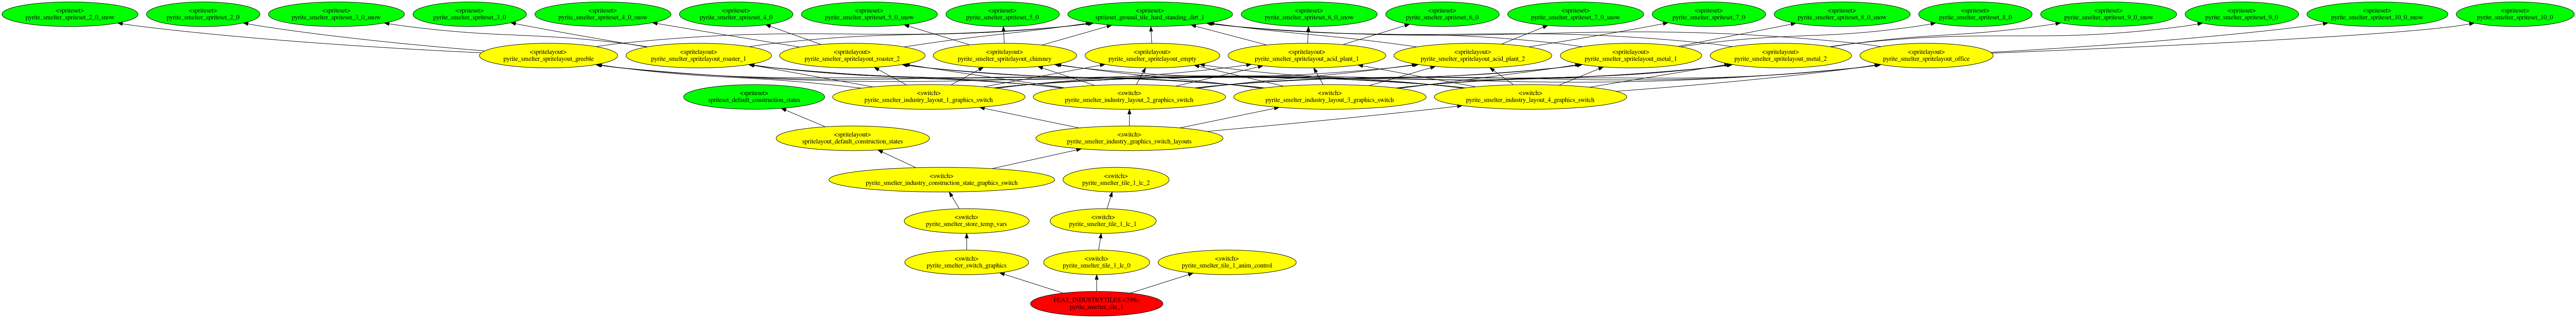 <spriteset>
pyrite_smelter_spriteset_2_0_snow
<spriteset>
pyrite_smelter_spriteset_2_0
<spriteset>
pyrite_smelter_spriteset_3_0_snow
<spriteset>
pyrite_smelter_spriteset_3_0
<spriteset>
pyrite_smelter_spriteset_4_0_snow
<spriteset>
pyrite_smelter_spriteset_4_0
<spriteset>
pyrite_smelter_spriteset_5_0_snow
<spriteset>
pyrite_smelter_spriteset_5_0
<spriteset>
spriteset_ground_tile_hard_standing_dirt_1
<spriteset>
pyrite_smelter_spriteset_6_0_snow
<spriteset>
pyrite_smelter_spriteset_6_0
<spriteset>
pyrite_smelter_spriteset_7_0_snow
<spriteset>
pyrite_smelter_spriteset_7_0
<spriteset>
pyrite_smelter_spriteset_8_0_snow
<spriteset>
pyrite_smelter_spriteset_8_0
<spriteset>
pyrite_smelter_spriteset_9_0_snow
<spriteset>
pyrite_smelter_spriteset_9_0
<spriteset>
pyrite_smelter_spriteset_10_0_snow
<spriteset>
pyrite_smelter_spriteset_10_0
<spritelayout>
pyrite_smelter_spritelayout_greeble
<spritelayout>
pyrite_smelter_spritelayout_roaster_1
<spritelayout>
pyrite_smelter_spritelayout_roaster_2
<spritelayout>
pyrite_smelter_spritelayout_chimney
<spritelayout>
pyrite_smelter_spritelayout_empty
<spritelayout>
pyrite_smelter_spritelayout_acid_plant_1
<spritelayout>
pyrite_smelter_spritelayout_acid_plant_2
<spritelayout>
pyrite_smelter_spritelayout_metal_1
<spritelayout>
pyrite_smelter_spritelayout_metal_2
<spritelayout>
pyrite_smelter_spritelayout_office
<spriteset>
spriteset_default_construction_states
<switch>
pyrite_smelter_industry_layout_1_graphics_switch
<switch>
pyrite_smelter_industry_layout_2_graphics_switch
<switch>
pyrite_smelter_industry_layout_3_graphics_switch
<switch>
pyrite_smelter_industry_layout_4_graphics_switch
<spritelayout>
spritelayout_default_construction_states
<switch>
pyrite_smelter_industry_graphics_switch_layouts
<switch>
pyrite_smelter_industry_construction_state_graphics_switch
<switch>
pyrite_smelter_tile_1_lc_2
<switch>
pyrite_smelter_store_temp_vars
<switch>
pyrite_smelter_tile_1_lc_1
<switch>
pyrite_smelter_switch_graphics
<switch>
pyrite_smelter_tile_1_lc_0
<switch>
pyrite_smelter_tile_1_anim_control
FEAT_INDUSTRYTILES
pyrite_smelter_tile_1